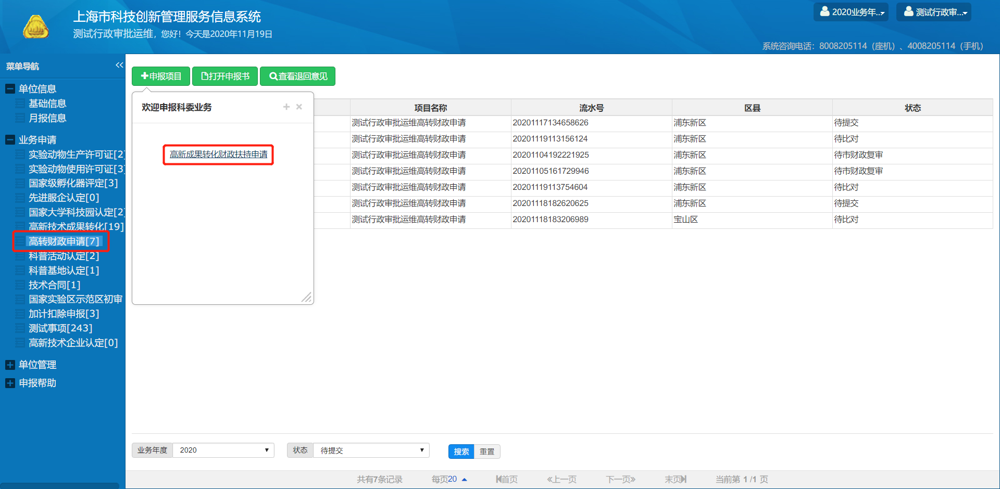 上海市科技创新管理服务信息系统
测试行政审批运维，您好！今天是2020年11月19日
2020业务年...
测试行政审...
系统咨询电话：8008205114（座机）、4008205114（手机）
菜单导航
单位信息
基础信息
月报信息
业务申请
实验动物生产许可证[2]
实验动物使用许可证[3]
国家级孵化器评定[3]
先进服企认定[0]
国家大学科技园认定[2]
高新技术成果转化[19]
高转财政申请[7]
科普活动认定[2]
科普基地认定[1]
技术合同[1]
国家实验区示范区初审
加计扣除申报[3]
测试事项[243]
高新技术企业认定[0]
单位管理
申报帮助
申报项目 打开申报书 查看退回意见
欢迎申报科委业务
高新成果转化财政扶持申请
项目名称 流水号 区县 状态
测试行政审批运维高转财政申请 20201117134658626 浦东新区 待提交
测试行政审批运维高转财政申请 20201119113156124 浦东新区 待比对
测试行政审批运维高转财政申请 20201104192221925 浦东新区 待市财政复审
测试行政审批运维高转财政申请 20201105161729946 浦东新区 待市财政复审
测试行政审批运维高转财政申请 20201119113754604 浦东新区 待比对
测试行政审批运维高转财政申请 20201118182620625 浦东新区 待提交
测试行政审批运维高转财政申请 20201118183206989 宝山区 待比对
业务年度 2020 状态 待提交 搜索 重置
共有7条记录 每页20 首页 上一页 下一页 末页 当前第 1 /1 页